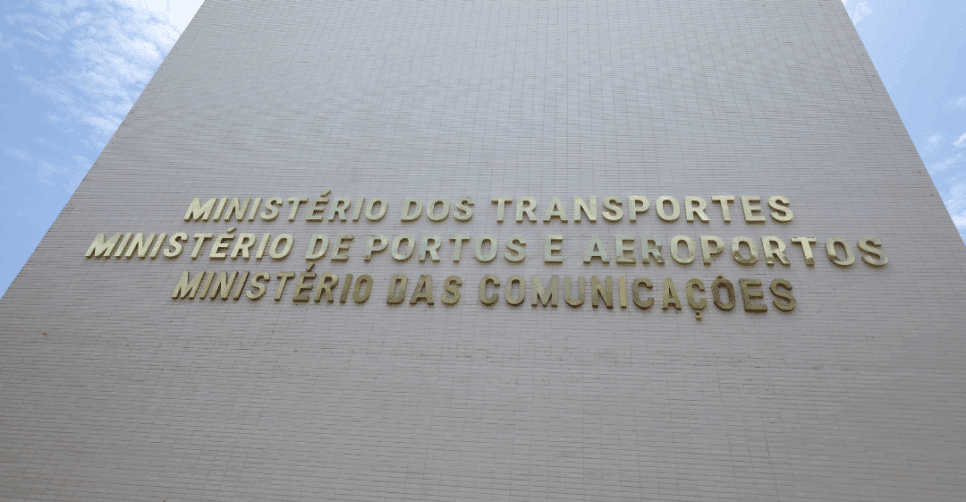 MINISTÉRIO DOS TRANSPORTES
MINISTÉRIO DE PORTOS E AEROPORTOS
MINISTÉRIO DAS COMUNICAÇÕES